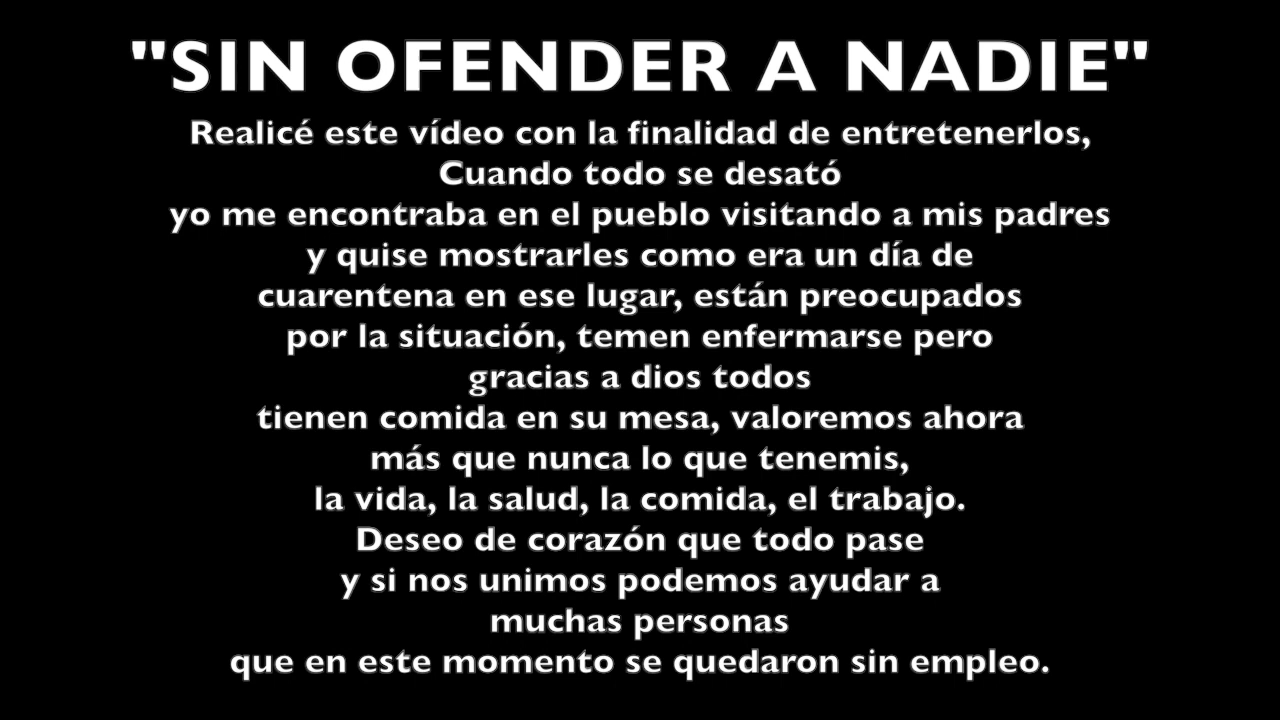 "SIN OFENDER A NADIE"
Realicé este vídeo con la finalidad de entretenerlos,
Cuando todo se desató
yo me encontraba en el pueblo visitando a mis padres
y quise mostrarles como era un día de
cuarentena en ese lugar, están preocupados
por la situación, temen enfermarse pero
gracias a dios todos
tienen comida en su mesa, valoremos ahora
más que nunca lo que tenemis,
la vida, la salud, la comida, el trabajo.
Deseo de corazón que todo pase
y si nos unimos podemos ayudar a
muchas personas
que en este momento se quedaron sin empleo.